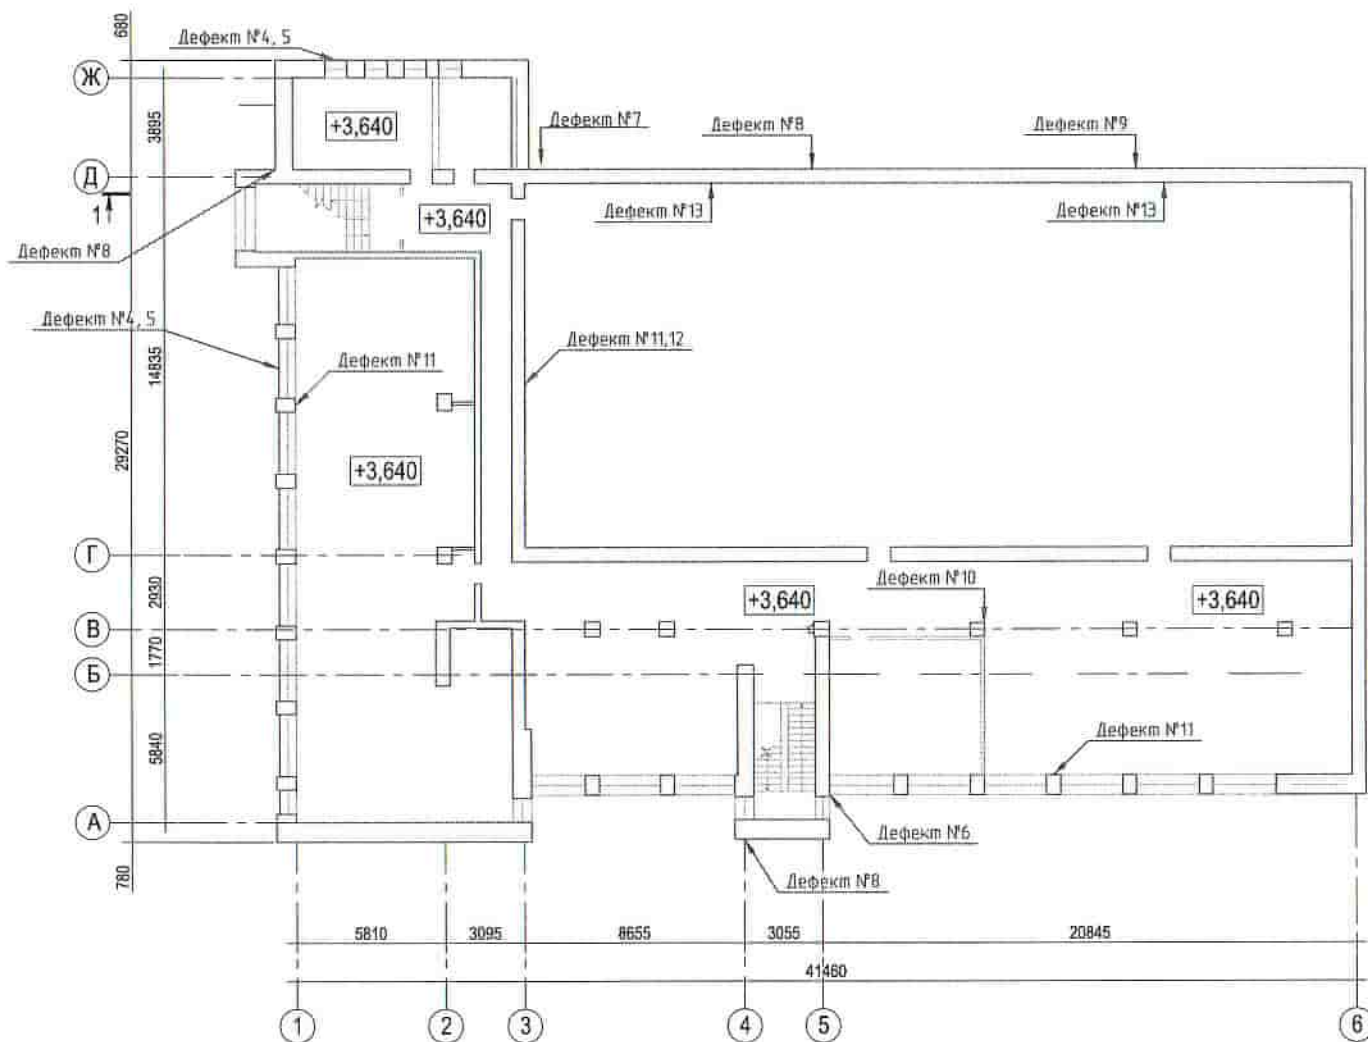 680
Дефект №4, 5
Ж
+3,640
3895
Дефект №7
Дефект №8
Дефект №9
Д
1
+3,640
Дефект №13
Дефект №13
Дефект №8
Дефект №4, 5
Дефект №11,12
Дефект №11
14835
29270
+3,640
Г
2930
+3,640
Дефект №10
+3,640
В
1770
Б
5840
Дефект №11
А
Дефект №6
780
Дефект №8
5810
3095
8655
3055
20845
41460
1
2
3
4
5
6